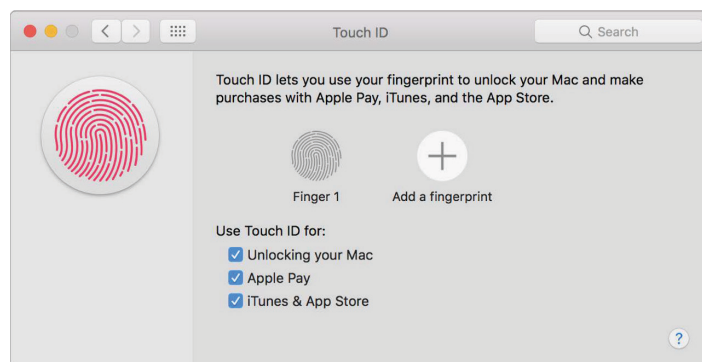 Touch ID
Search
Touch ID lets you use your fingerprint to unlock your Mac and make
purchases with Apple Pay, iTunes, and the App Store.
Finger 1
Add a fingerprint
Use Touch ID for:
Unlocking your Mac
Apple Pay
iTunes & App Store
?